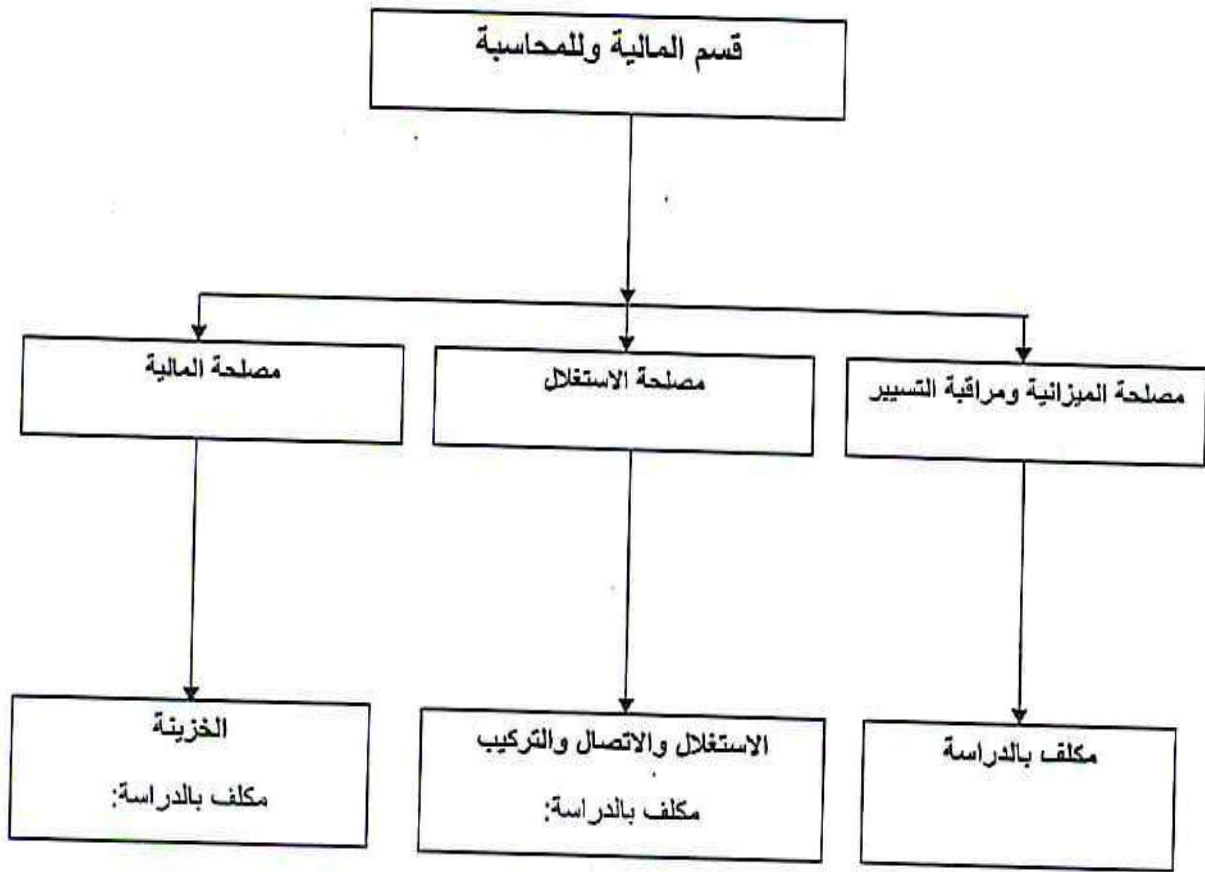 قسم المالية وللمحاسبة
مصلحة الميزانية ومراقبة التسيير
مصلحة الاستغلال
مصلحة المالية
مكلف بالدراسة
الاستغلال والاتصال والتركيب
مكلف بالدراسة:
الخزينة
مكلف بالدراسة: